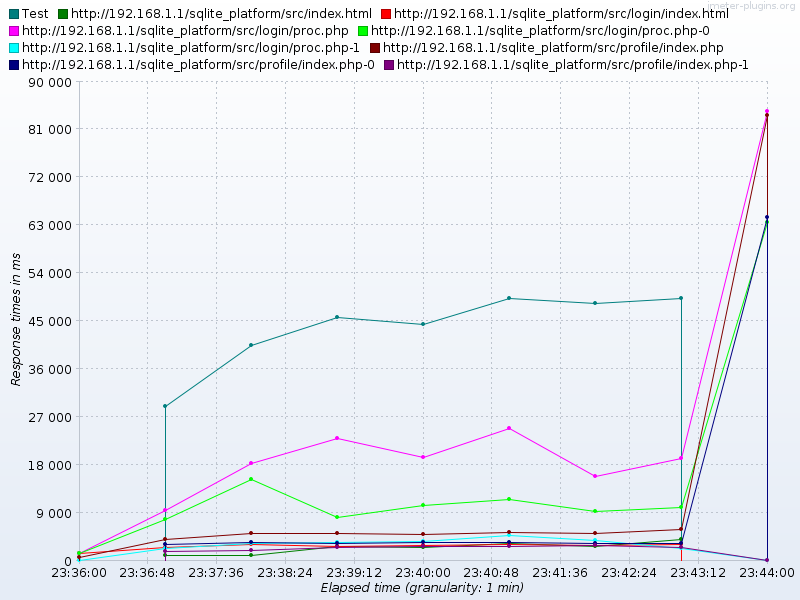 jmeter-plugins.org
Test http://192.168.1.1/sqlite_platform/src/index.html http://192.168.1.1/sqlite_platform/src/login/index.html
http://192.168.1.1/sqlite_platform/src/login/proc.php http://192.168.1.1/sqlite_platform/src/login/proc.php-0
http://192.168.1.1/sqlite_platform/src/login/proc.php-1 http://192.168.1.1/sqlite_platform/src/profile/index.php
http://192.168.1.1/sqlite_platform/src/profile/index.php-0 http://192.168.1.1/sqlite_platform/src/profile/index.php-1
90 000
81 000
72 000
63 000
54 000
45 000
36 000
27 000
18 000
9 000
0
Response times in ms
23:36:00 23:36:48 23:37:36 23:38:24 23:39:12 23:40:00 23:40:48 23:41:36 23:42:24 23:43:12 23:44:00
Elapsed time (granularity: 1 min)